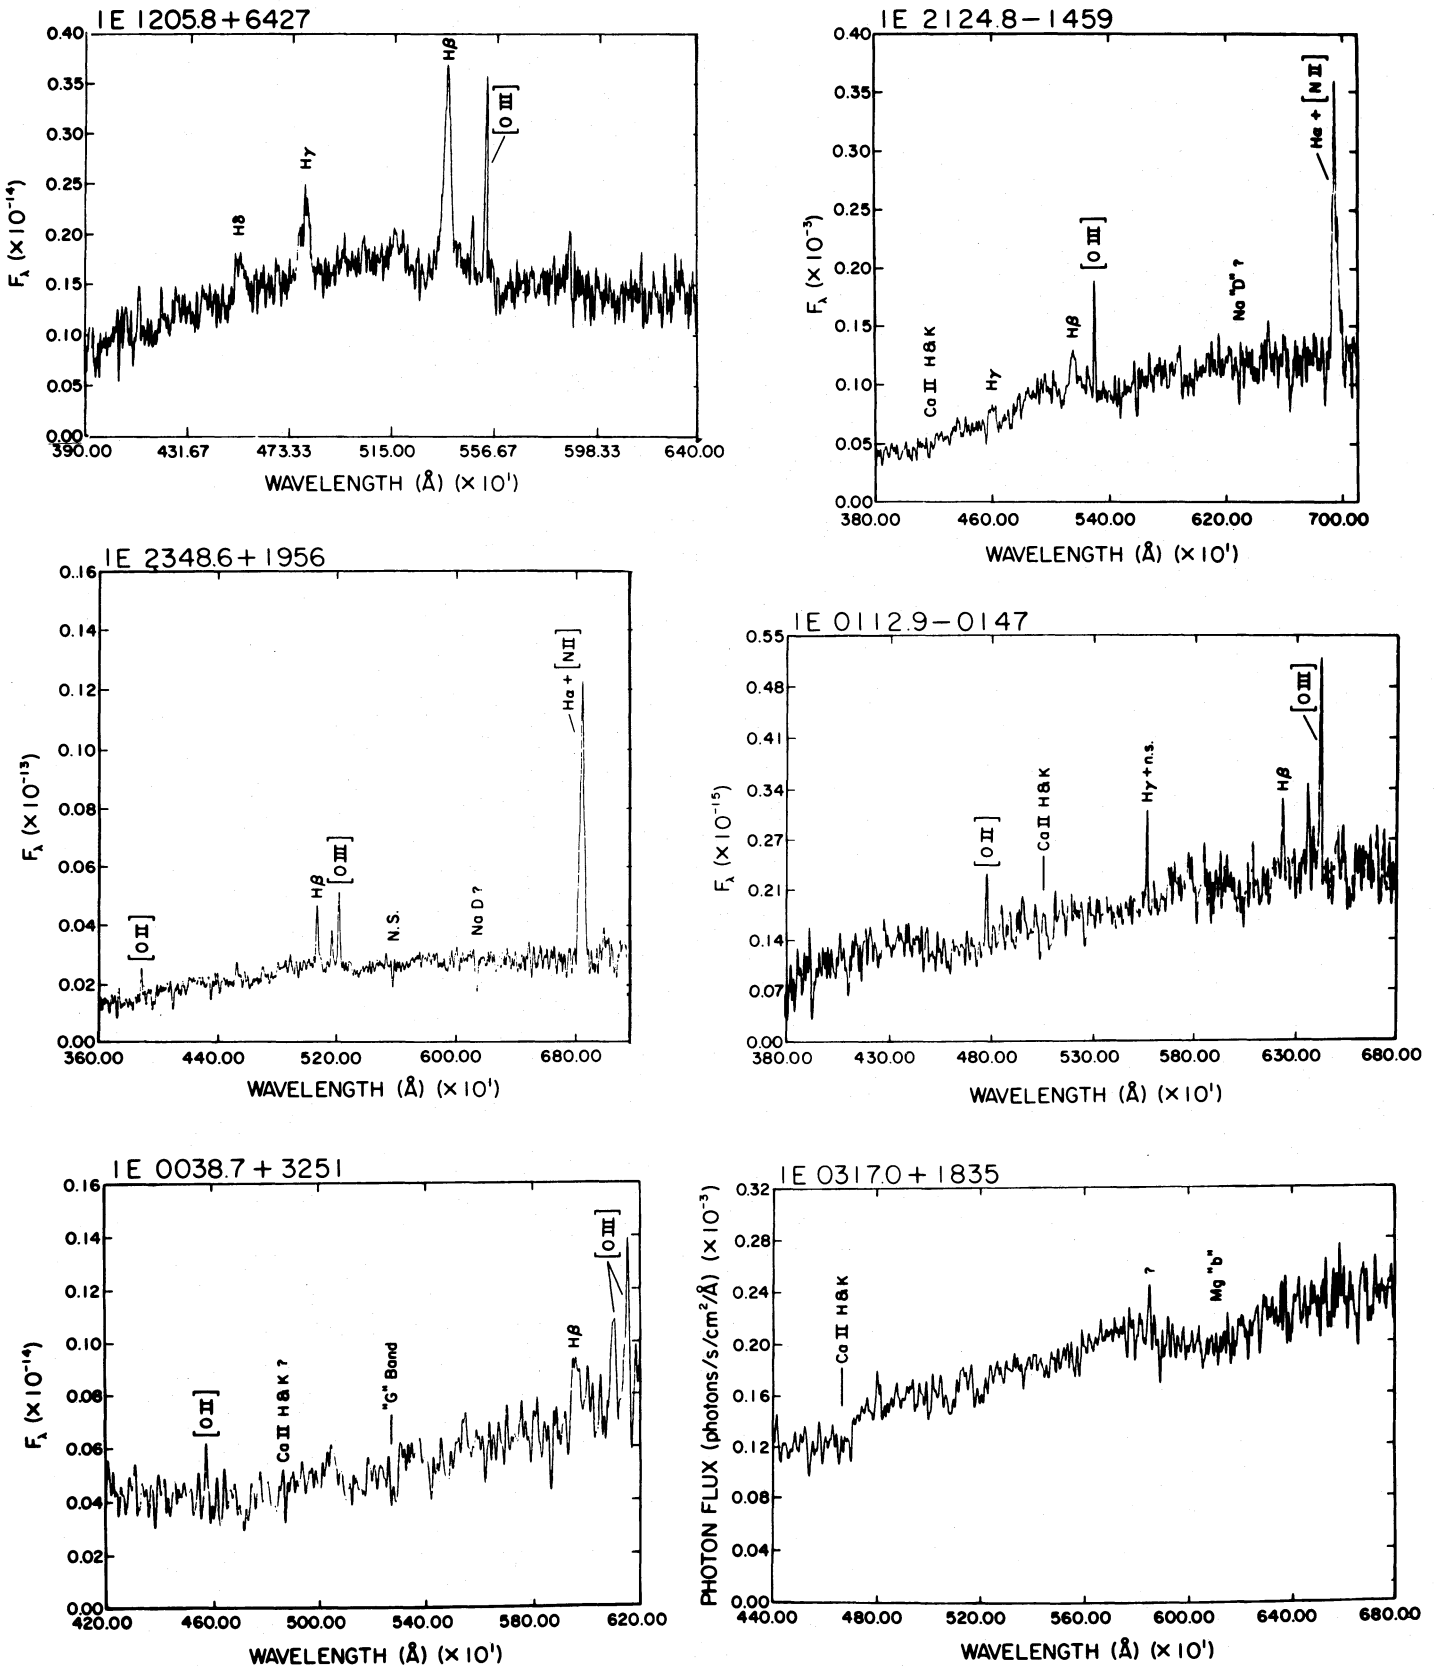 1E 1205.8+6427
0.40
0.35
0.30
0.25
0.20
0.15
0.10
0.05
0.00
F_λ (×10⁻¹⁴)
Hδ
Hγ
Hβ
[O III]
390.00 431.67 473.33 515.00 556.67 598.33 640.00
WAVELENGTH (Å) (×10¹)
1E 2124.8−1459
0.40
0.35
0.30
0.25
0.20
0.15
0.10
0.05
0.00
F_λ (×10⁻³)
Ca II H&K
Hγ
Hβ
[O III]
Na "D" ?
Hα + [N II]
380.00 460.00 540.00 620.00 700.00
WAVELENGTH (Å) (×10¹)
1E 2348.6+1956
0.16
0.14
0.12
0.10
0.08
0.06
0.04
0.02
0.00
F_λ (×10⁻¹³)
[O II]
Hβ
[O III]
N.S.
Na D ?
Hα + [N II]
360.00 440.00 520.00 600.00 680.00
WAVELENGTH (Å) (×10¹)
1E 0112.9−0147
0.55
0.48
0.41
0.34
0.27
0.21
0.14
0.07
0.00
F_λ (×10⁻¹⁵)
[O II]
Ca II H&K
Hγ+n.s.
Hβ
[O III]
380.00 430.00 480.00 530.00 580.00 630.00 680.00
WAVELENGTH (Å) (×10¹)
1E 0038.7+3251
0.16
0.14
0.12
0.10
0.08
0.06
0.04
0.02
0.00
F_λ (×10⁻¹⁴)
[O II]
Ca II H&K ?
"G" Band
Hβ
[O III]
420.00 460.00 500.00 540.00 580.00 620.00
WAVELENGTH (Å) (×10¹)
1E 0317.0+1835
0.32
0.28
0.24
0.20
0.16
0.12
0.08
0.04
0.00
PHOTON FLUX (photons/s/cm²/Å) (×10⁻³)
Ca II H&K
?
Mg "b"
440.00 480.00 520.00 560.00 600.00 640.00 680.00
WAVELENGTH (Å) (×10¹)